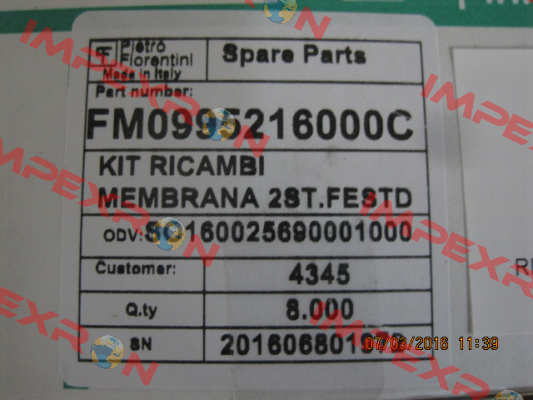 Pietro Fiorentini
Made in Italy
Spare Parts
Part number:
FM0995216000C
KIT RICAMBI
MEMBRANA 2ST.FESTD
ODV:SO160025690001000
Customer: 4345
Q.ty 8.000
SN
07/03/2016 11:39
IMPEXRON